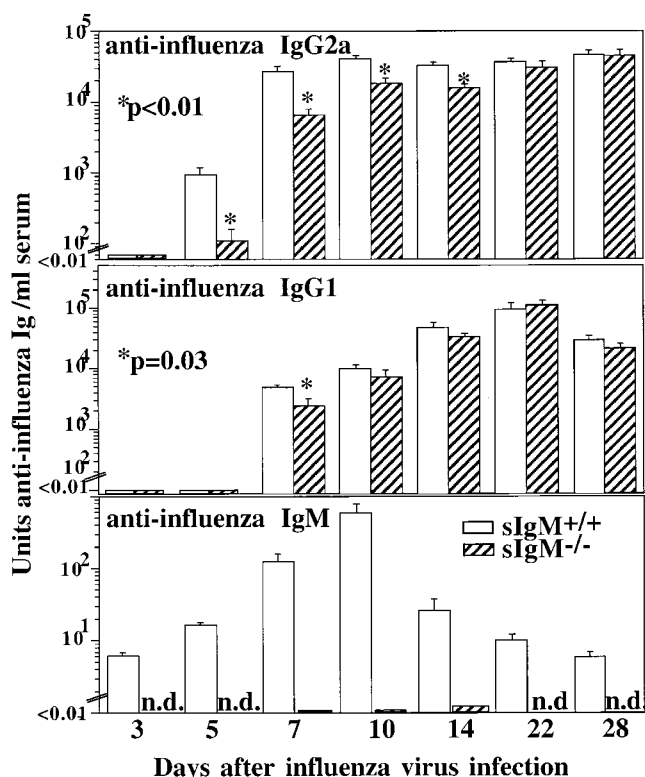 Units anti-influenza Ig /ml serum
10^5
anti-influenza IgG2a
10^4
*p<0.01
10^3
10^2
<0.01
* * * *
anti-influenza IgG1
10^5
10^4
*p=0.03
10^3
10^2
<0.01
*
anti-influenza IgM
sIgM+/+
sIgM-/-
10^2
10^1
<0.01
n.d. n.d. n.d n.d.
3 5 7 10 14 22 28
Days after influenza virus infection